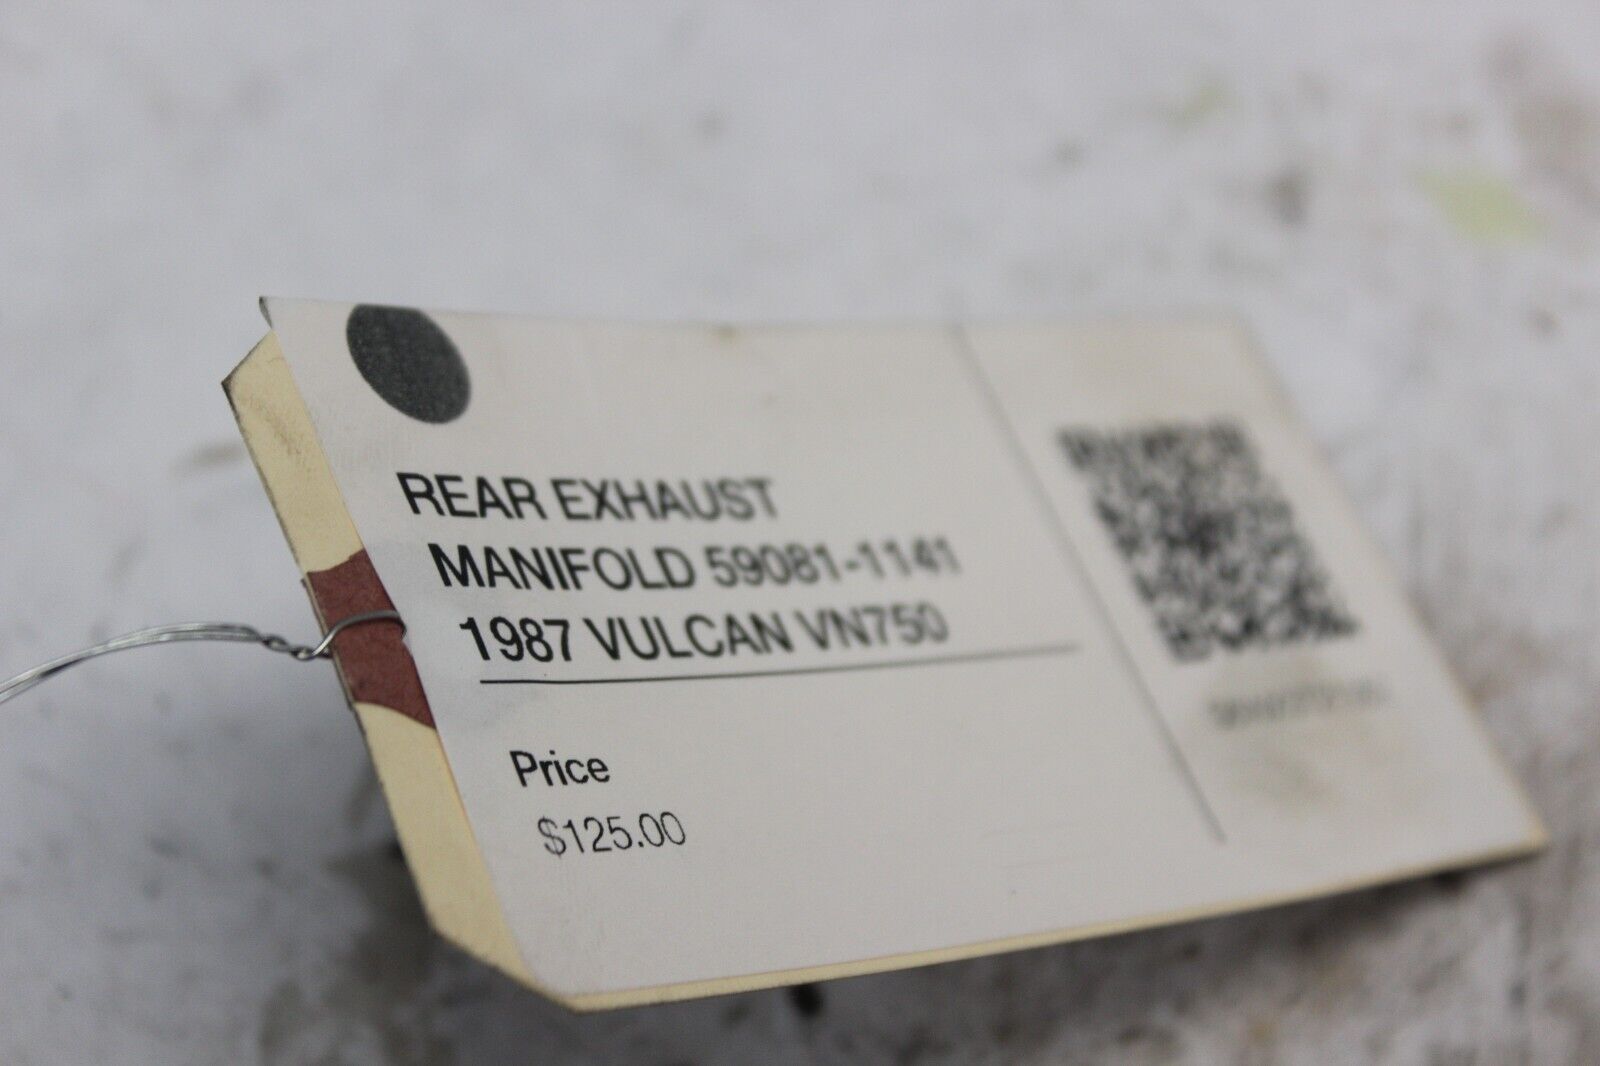 REAR EXHAUST
MANIFOLD 59081-1141
1987 VULCAN VN750
Price
$125.00